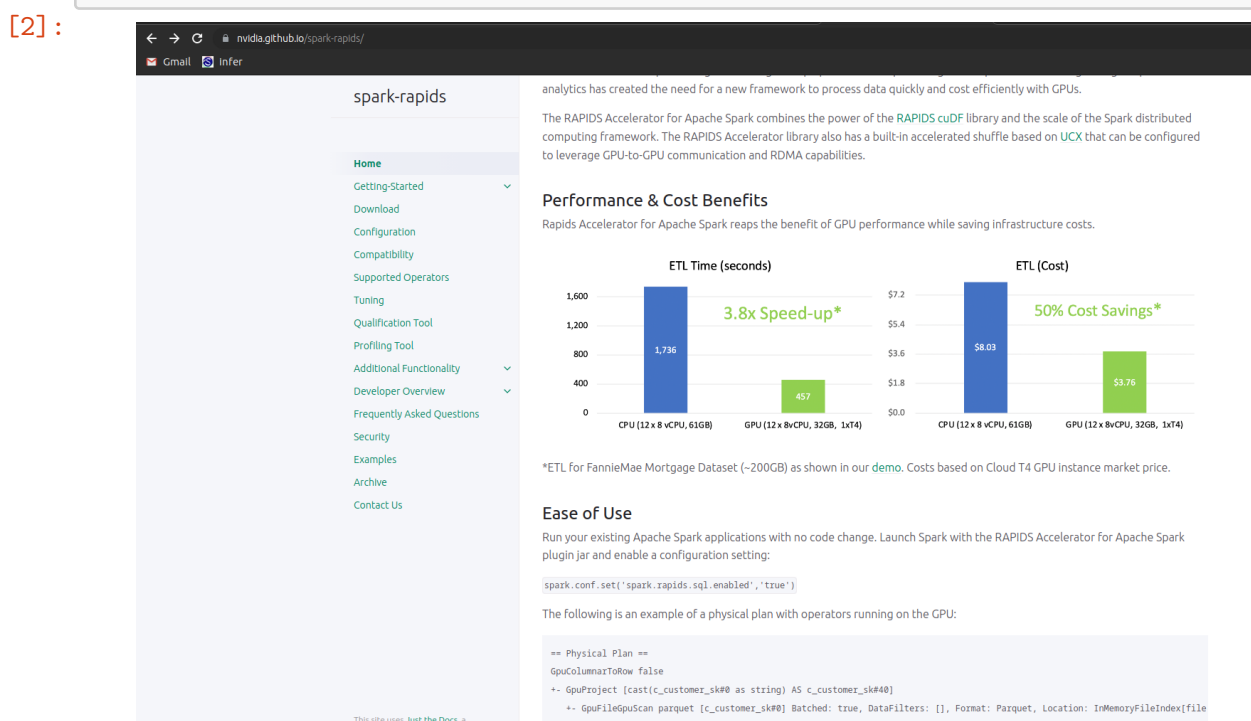 [2]:
nvidia.github.io/spark-rapids/
Gmail infer
spark-rapids
Home
Getting-Started
Download
Configuration
Compatibility
Supported Operators
Tuning
Qualification Tool
Profiling Tool
Additional Functionality
Developer Overview
Frequently Asked Questions
Security
Examples
Archive
Contact Us
This site uses Just the Docs, a
analytics has created the need for a new framework to process data quickly and cost efficiently with GPUs.
The RAPIDS Accelerator for Apache Spark combines the power of the RAPIDS cuDF library and the scale of the Spark distributed
computing framework. The RAPIDS Accelerator library also has a built-in accelerated shuffle based on UCX that can be configured
to leverage GPU-to-GPU communication and RDMA capabilities.
Performance & Cost Benefits
Rapids Accelerator for Apache Spark reaps the benefit of GPU performance while saving infrastructure costs.
ETL Time (seconds)
1,600
1,200
800
400
0
3.8x Speed-up*
1,736
457
CPU (12 x 8 vCPU, 61GB) GPU (12 x 8vCPU, 32GB, 1xT4)
ETL (Cost)
$7.2
$5.4
$3.6
$1.8
$0.0
50% Cost Savings*
$8.03
$3.76
CPU (12 x 8 vCPU, 61GB) GPU (12 x 8vCPU, 32GB, 1xT4)
*ETL for FannieMae Mortgage Dataset (~200GB) as shown in our demo. Costs based on Cloud T4 GPU instance market price.
Ease of Use
Run your existing Apache Spark applications with no code change. Launch Spark with the RAPIDS Accelerator for Apache Spark
plugin jar and enable a configuration setting:
spark.conf.set('spark.rapids.sql.enabled','true')
The following is an example of a physical plan with operators running on the GPU:
== Physical Plan ==
GpuColumnarToRow false
+- GpuProject [cast(c_customer_sk#0 as string) AS c_customer_sk#40]
+- GpuFileGpuScan parquet [c_customer_sk#0] Batched: true, DataFilters: [], Format: Parquet, Location: InMemoryFileIndex[file